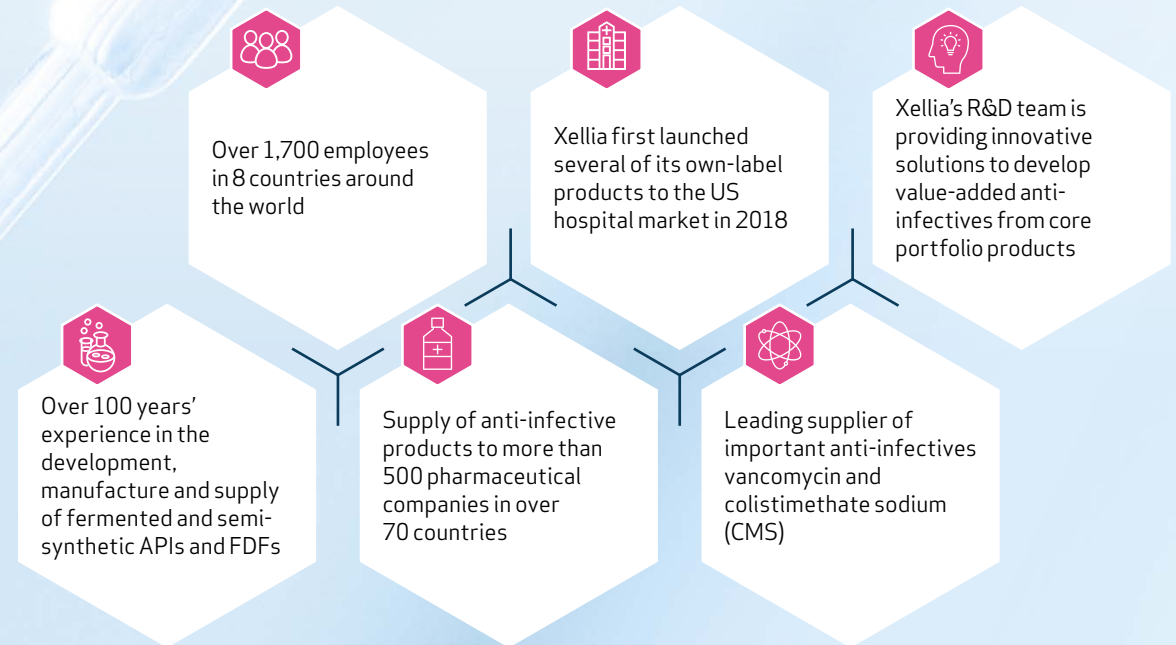 Over 1,700 employees
in 8 countries around
the world
Xellia first launched
several of its own-label
products to the US
hospital market in 2018
Xellia’s R&D team is
providing innovative
solutions to develop
value-added anti-
infectives from core
portfolio products
Over 100 years’
experience in the
development,
manufacture and supply
of fermented and semi-
synthetic APIs and FDFs
Supply of anti-infective
products to more than
500 pharmaceutical
companies in over
70 countries
Leading supplier of
important anti-infectives
vancomycin and
colistimethate sodium
(CMS)